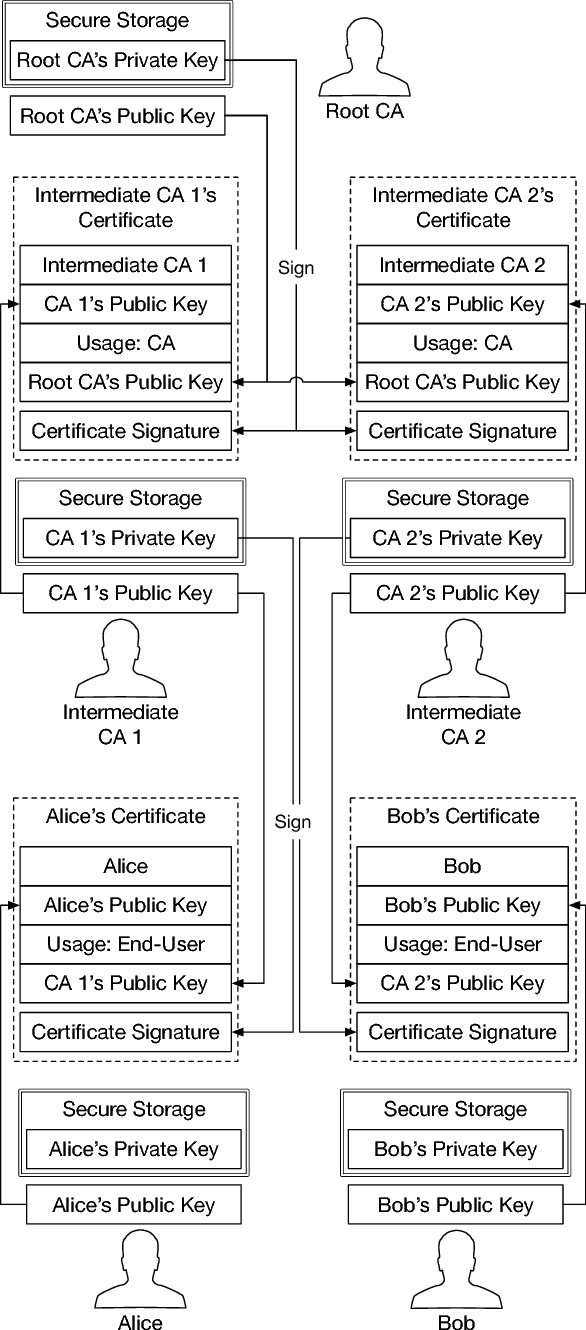 Secure Storage
Root CA's Private Key
Root CA's Public Key
Root CA
Intermediate CA 1's
Certificate
Intermediate CA 1
CA 1's Public Key
Usage: CA
Root CA's Public Key
Certificate Signature
Sign
Intermediate CA 2's
Certificate
Intermediate CA 2
CA 2's Public Key
Usage: CA
Root CA's Public Key
Certificate Signature
Secure Storage
CA 1's Private Key
CA 1's Public Key
Intermediate
CA 1
Secure Storage
CA 2's Private Key
CA 2's Public Key
Intermediate
CA 2
Alice's Certificate
Alice
Alice's Public Key
Usage: End-User
CA 1's Public Key
Certificate Signature
Sign
Bob's Certificate
Bob
Bob's Public Key
Usage: End-User
CA 2's Public Key
Certificate Signature
Secure Storage
Alice's Private Key
Alice's Public Key
Alice
Secure Storage
Bob's Private Key
Bob's Public Key
Bob